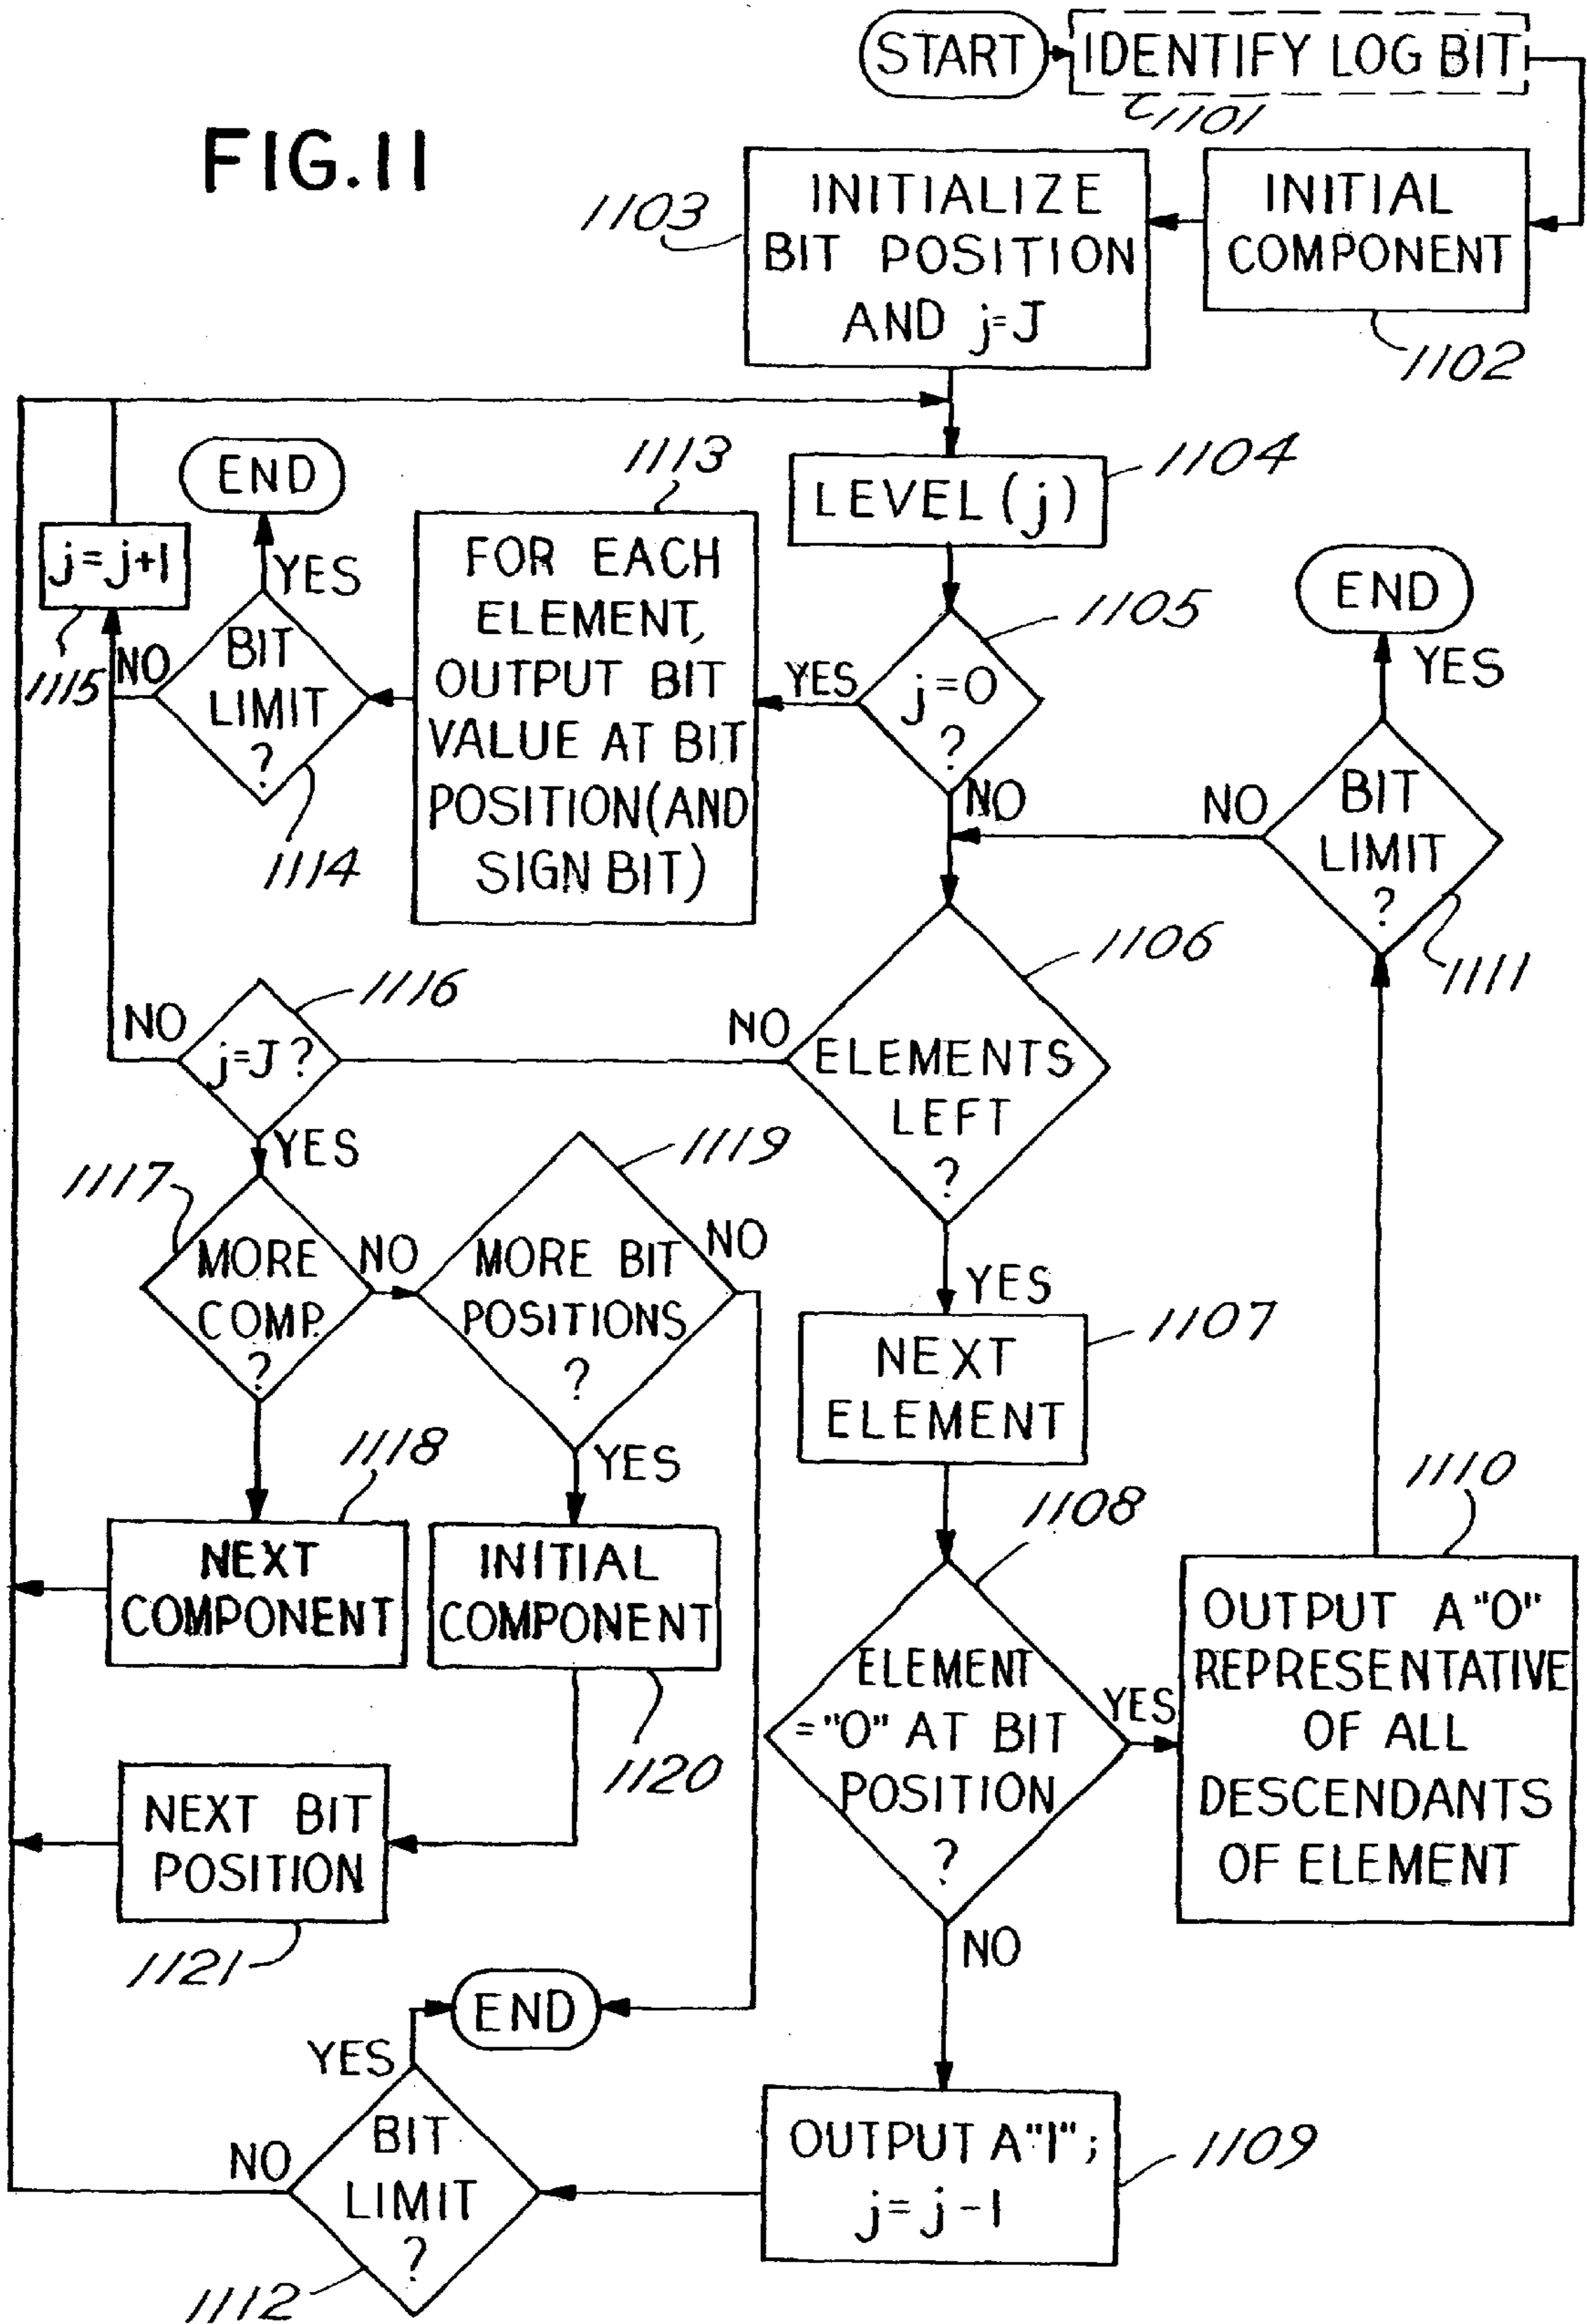 START
IDENTIFY LOG BIT
1101
FIG.11
1103
INITIALIZE
BIT POSITION
AND j=J
INITIAL
COMPONENT
1102
1104
LEVEL (j)
1113
END
YES
j=j+1
1115
NO
BIT
LIMIT
?
1114
FOR EACH
ELEMENT,
OUTPUT BIT
VALUE AT BIT
POSITION(AND
SIGN BIT)
YES
j=0
?
1105
NO
END
YES
NO
BIT
LIMIT
?
1111
1116
NO
j=J ?
YES
NO
1106
ELEMENTS
LEFT
?
YES
1117
MORE
COMP.
?
NO
1119
MORE BIT
POSITIONS
?
NO
YES
1107
NEXT
ELEMENT
1118
NEXT
COMPONENT
INITIAL
COMPONENT
1120
1108
ELEMENT
="0" AT BIT
POSITION
?
YES
NO
1110
OUTPUT A "0"
REPRESENTATIVE
OF ALL
DESCENDANTS
OF ELEMENT
NEXT BIT
POSITION
1121
END
YES
NO
BIT
LIMIT
?
1112
OUTPUT A"1";
j=j-1
1109